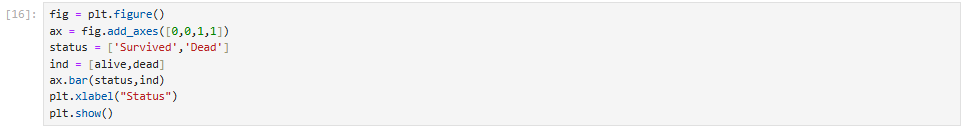 [16]: fig = plt.figure()
ax = fig.add_axes([0,0,1,1])
status = ['Survived','Dead']
ind = [alive,dead]
ax.bar(status,ind)
plt.xlabel("Status")
plt.show()